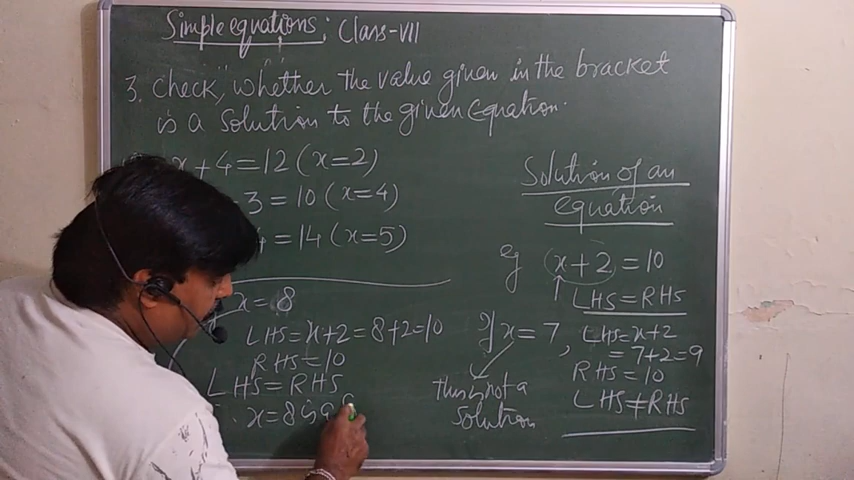 Simple equations: Class-VII
3. Check, whether the value given in the bracket
is a solution to the given Equation.
x+4=12 (x=2)
3=10 (x=4)
=14 (x=5)
x=8
LHS=x+2=8+2=10
RHS=10
LHS=RHS
∴ x=8 is a
Solution of an
equation
eg x+2=10
LHS=RHS
If x=7, LHS=x+2
=7+2=9
RHS=10
LHS≠RHS
this is not a
Solution